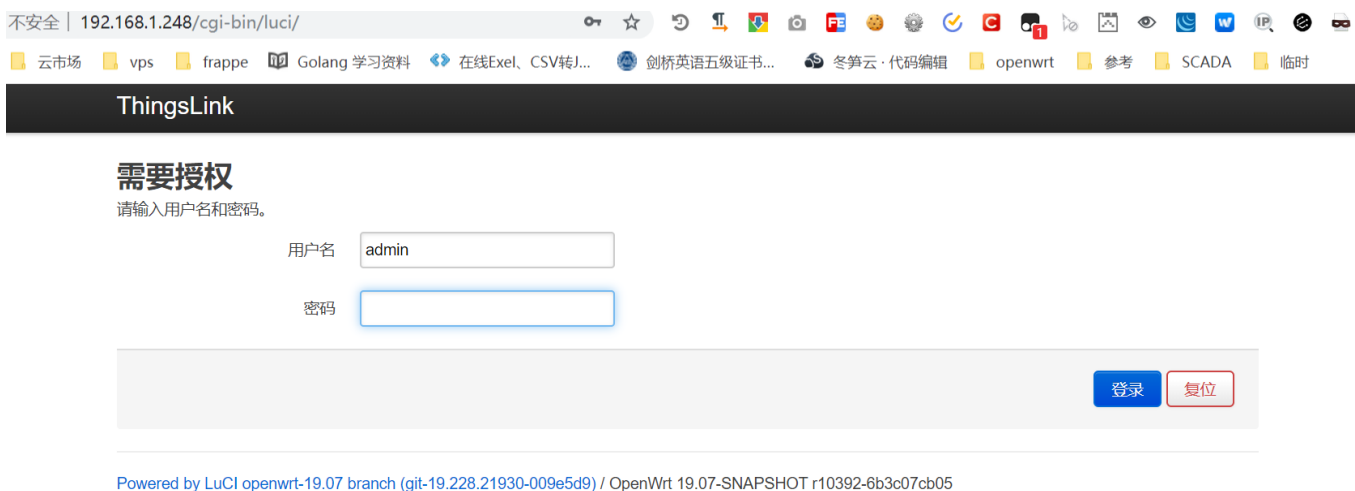 不安全 | 192.168.1.248/cgi-bin/luci/
云市场 vps frappe Golang 学习资料 在线Exel、CSV转J... 剑桥英语五级证书... 冬笋云·代码编辑 openwrt 参考 SCADA 临时
ThingsLink
需要授权
请输入用户名和密码。
用户名 admin
密码
登录 复位
Powered by LuCI openwrt-19.07 branch (git-19.228.21930-009e5d9) / OpenWrt 19.07-SNAPSHOT r10392-6b3c07cb05